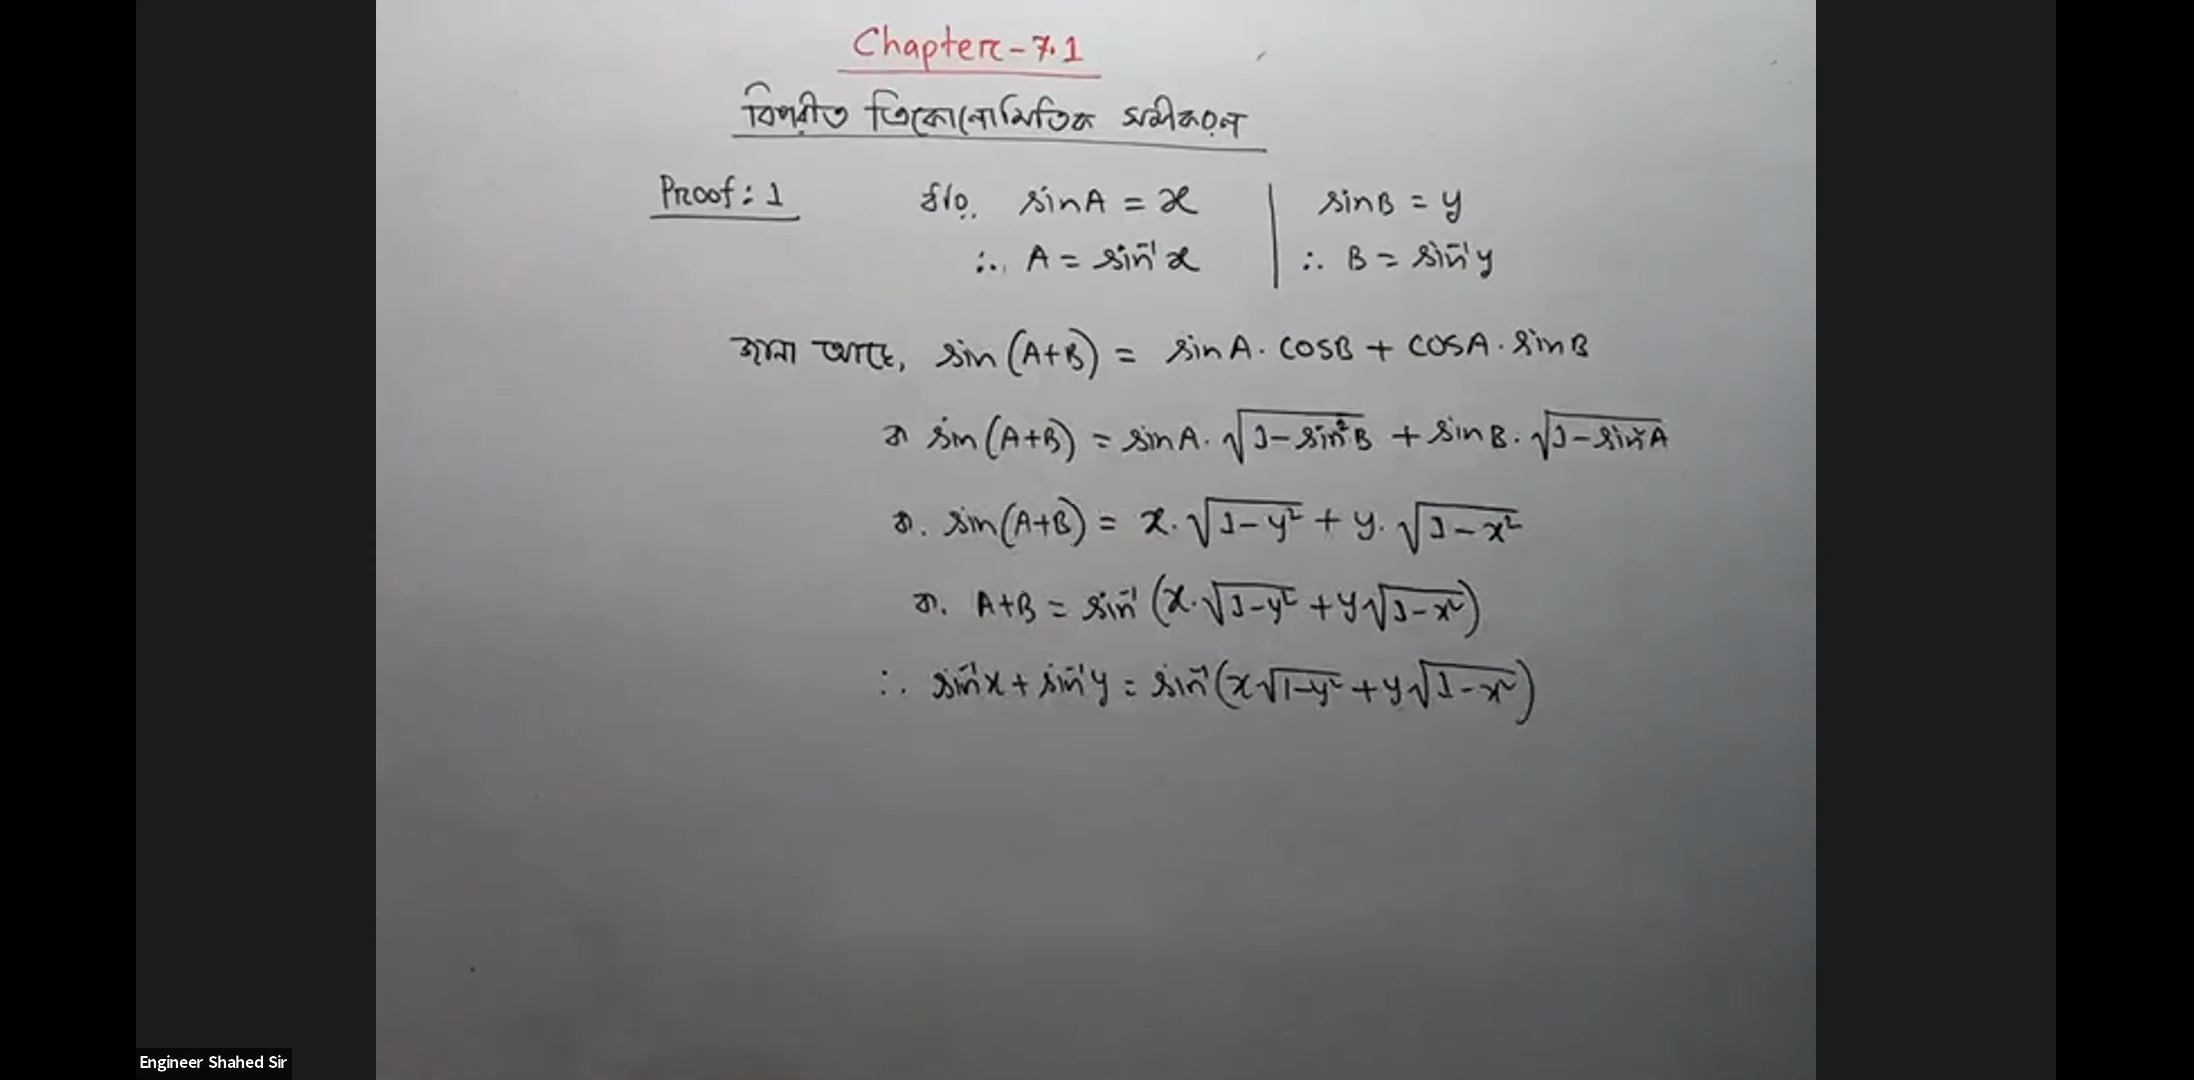 Chapter-7.1
বিপরীত ত্রিকোনোমিতিক সমীকরণ
Proof: 1 ধরি, sinA = x | sinB = y
∴ A = sin⁻¹x | ∴ B = sin⁻¹y
জানা আছে, sin(A+B) = sinA·cosB + cosA·sinB
বা sin(A+B) = sinA·√(1-sin²B) + sinB·√(1-sin²A)
বা, sin(A+B) = x·√(1-y²) + y·√(1-x²)
বা, A+B = sin⁻¹(x·√(1-y²) + y√(1-x²))
∴ sin⁻¹x + sin⁻¹y = sin⁻¹(x√(1-y²) + y√(1-x²))
Engineer Shahed Sir